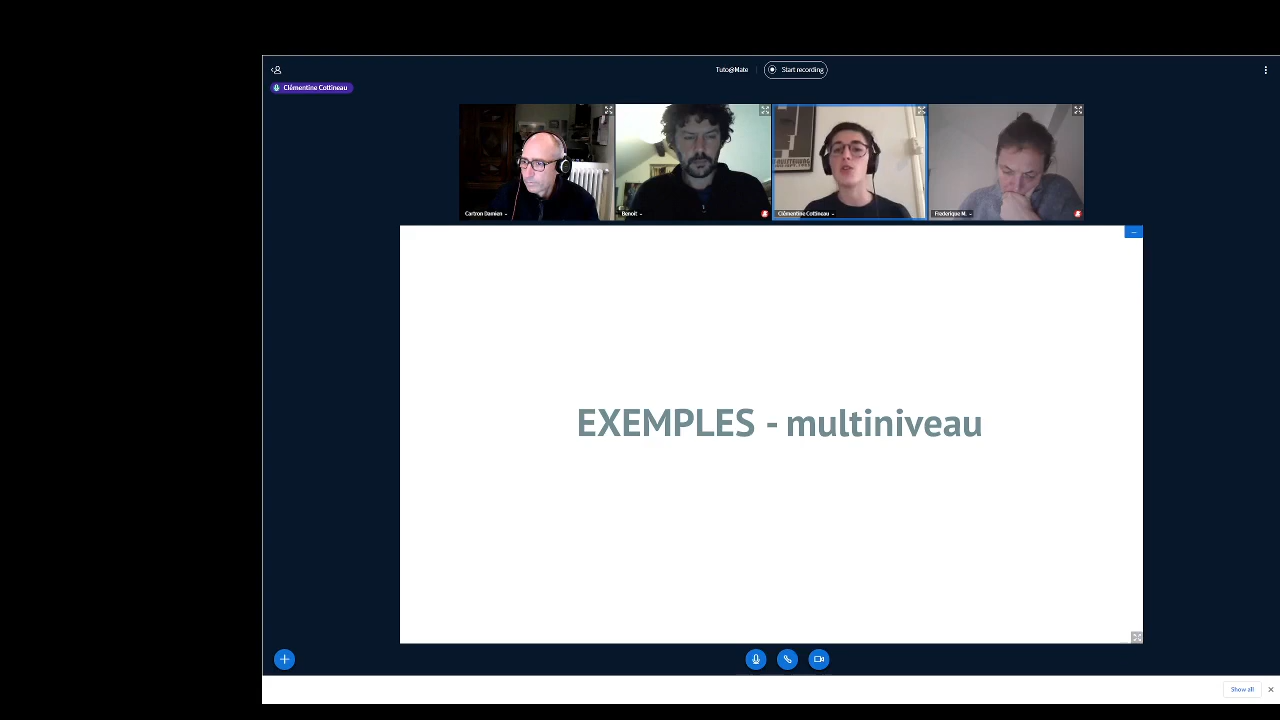 Tuto@Mate
Start recording
Clémentine Cottineau
Cartron Damien
Benoit
Clémentine Cottineau
Frederique M.
EXEMPLES - multiniveau
Show all